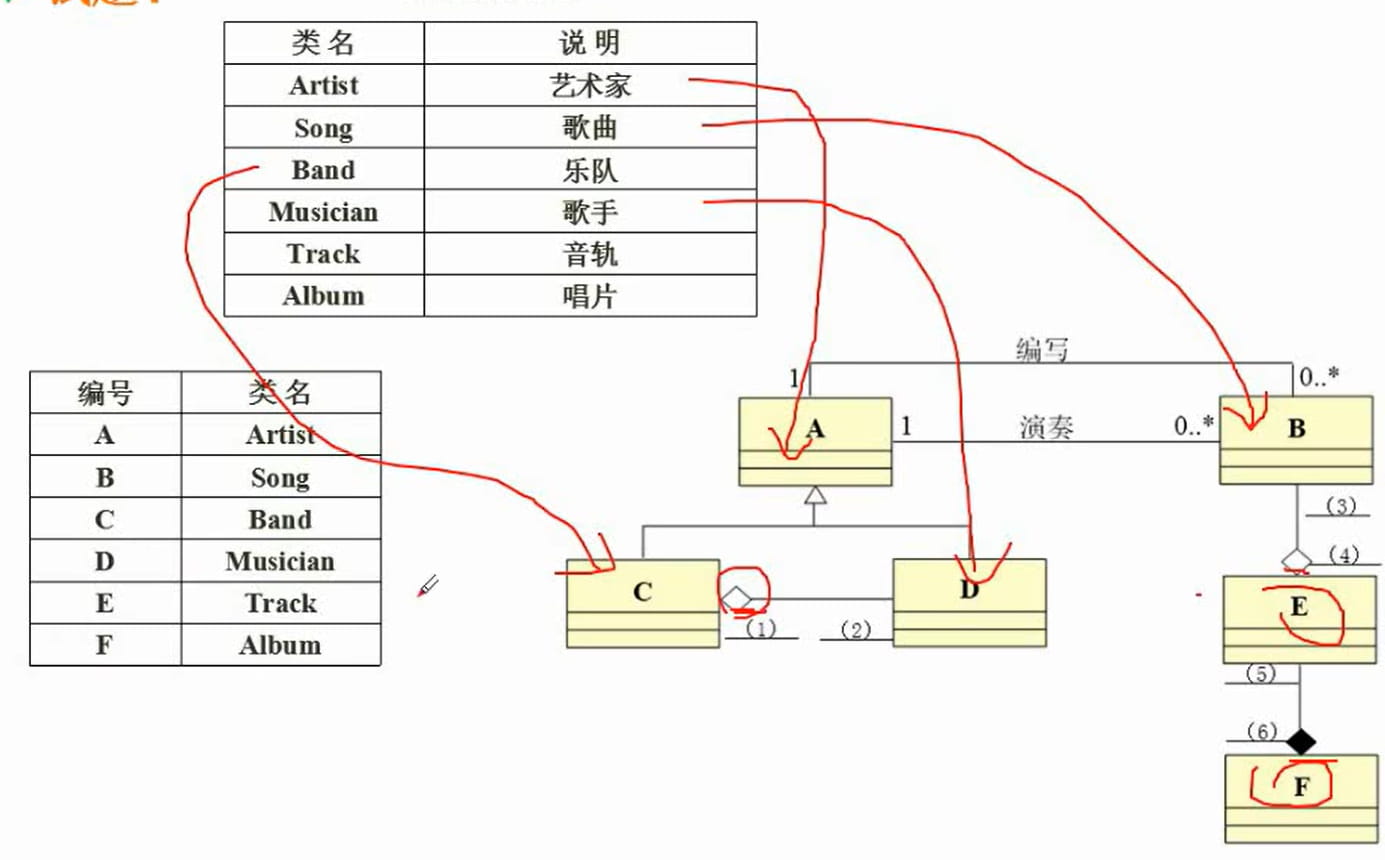 类名 说明
Artist 艺术家
Song 歌曲
Band 乐队
Musician 歌手
Track 音轨
Album 唱片
编号 类名
A Artist
B Song
C Band
D Musician
E Track
F Album
编写
1 0..*
A 1 演奏 0..* B
(3)
(4)
C D E
(1) (2)
(5)
(6)
F